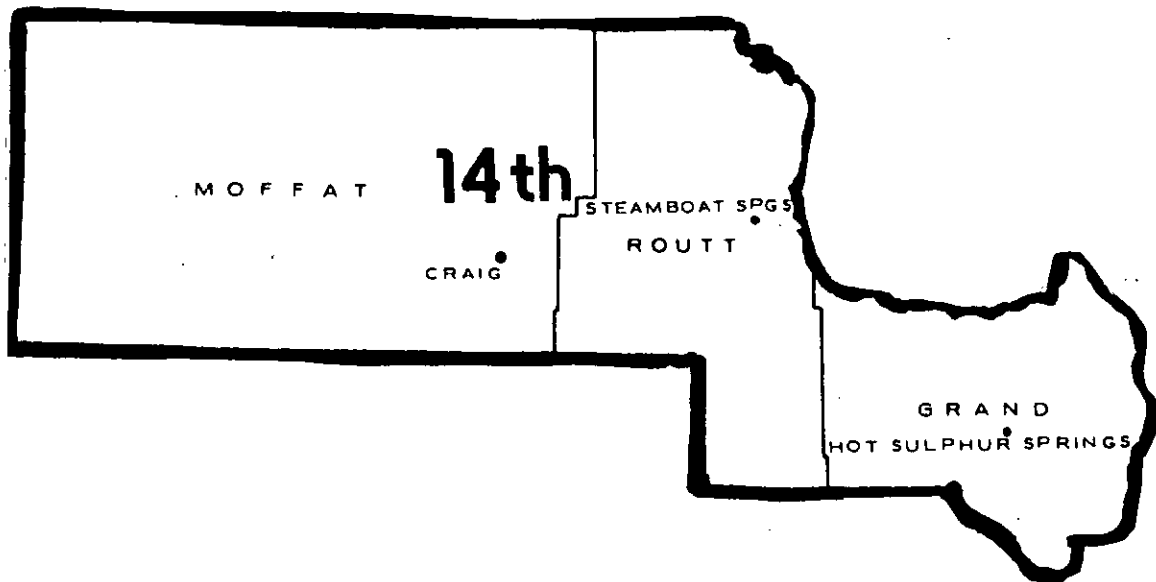 MOFFAT
14th
STEAMBOAT SPGS
ROUTT
CRAIG
GRAND
HOT SULPHUR SPRINGS